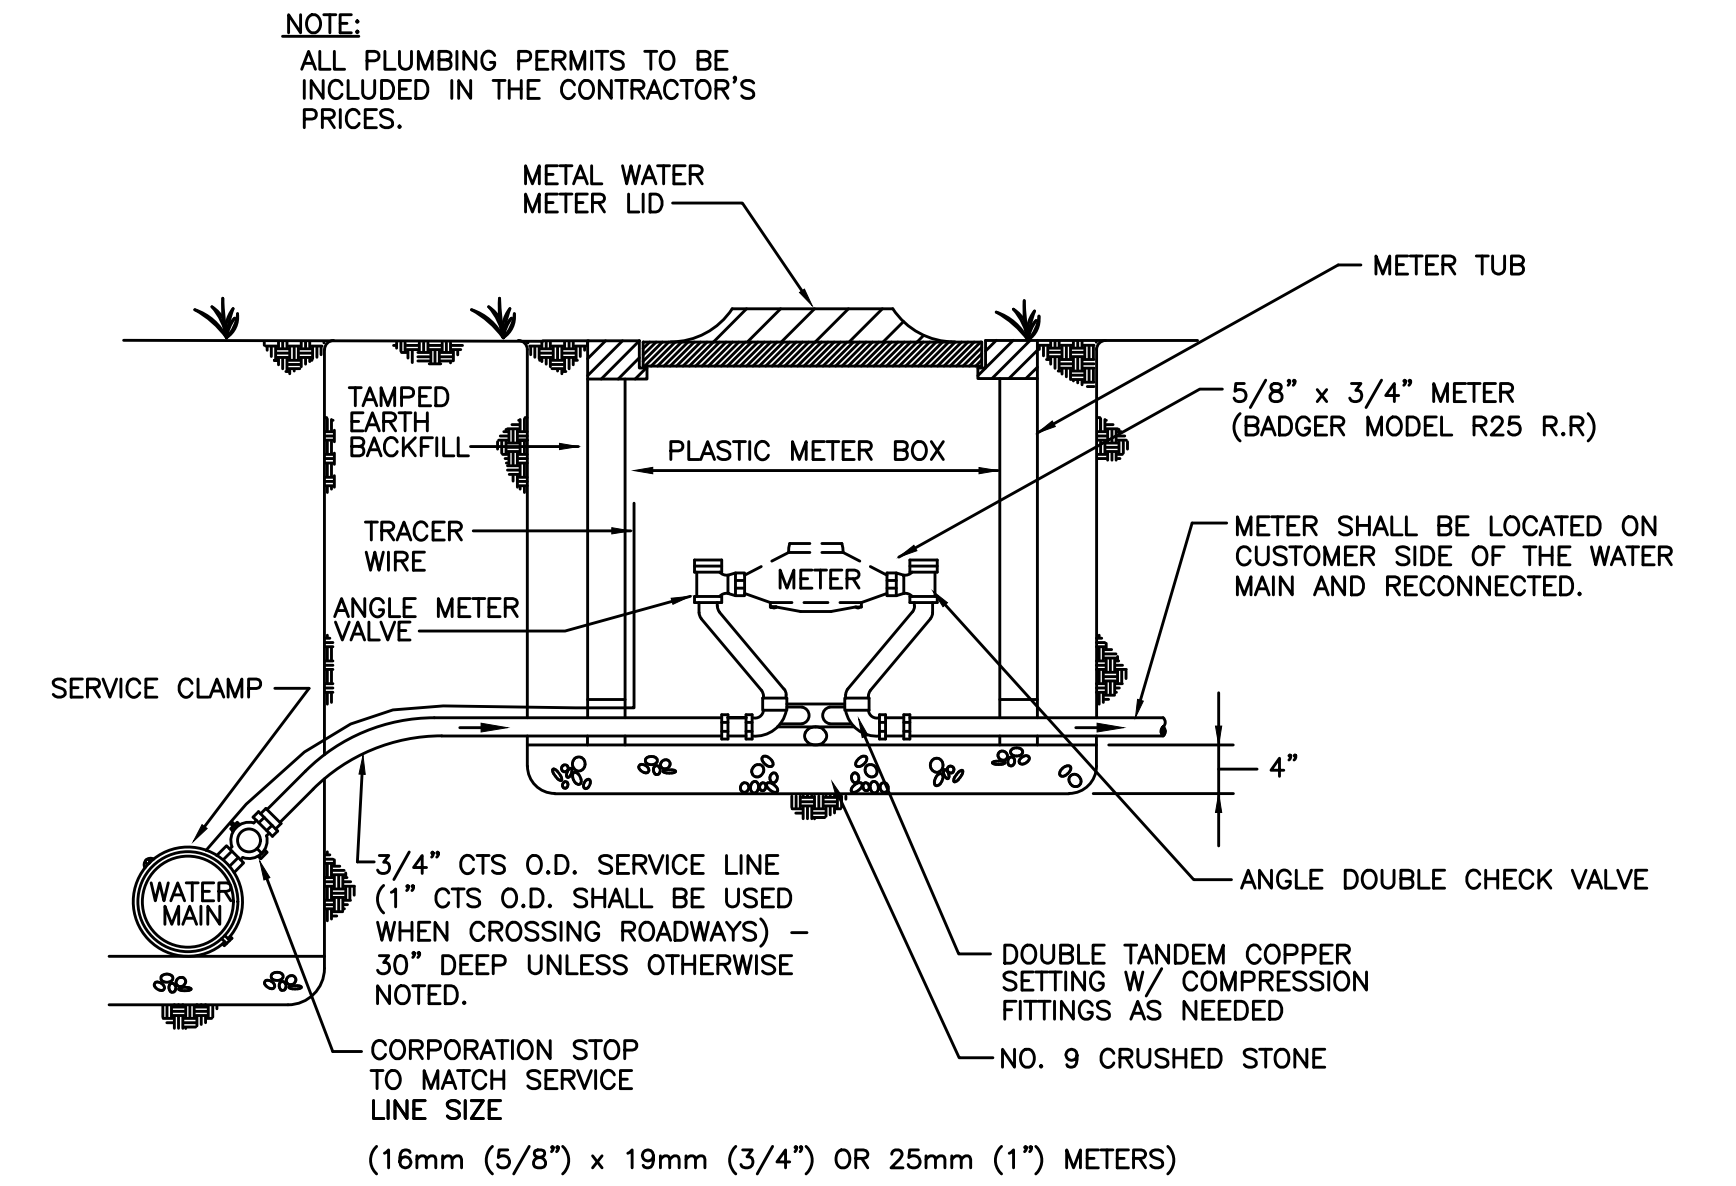 NOTE:
ALL PLUMBING PERMITS TO BE
INCLUDED IN THE CONTRACTOR'S
PRICES.
METAL WATER
METER LID
METER TUB
TAMPED
EARTH
BACKFILL
5/8" x 3/4" METER
(BADGER MODEL R25 R.R)
PLASTIC METER BOX
TRACER
WIRE
METER SHALL BE LOCATED ON
CUSTOMER SIDE OF THE WATER
MAIN AND RECONNECTED.
METER
ANGLE METER
VALVE
SERVICE CLAMP
4"
WATER
MAIN
3/4" CTS O.D. SERVICE LINE
(1" CTS O.D. SHALL BE USED
WHEN CROSSING ROADWAYS) –
30" DEEP UNLESS OTHERWISE
NOTED.
ANGLE DOUBLE CHECK VALVE
DOUBLE TANDEM COPPER
SETTING W/ COMPRESSION
FITTINGS AS NEEDED
NO. 9 CRUSHED STONE
CORPORATION STOP
TO MATCH SERVICE
LINE SIZE
(16mm (5/8") x 19mm (3/4") OR 25mm (1") METERS)